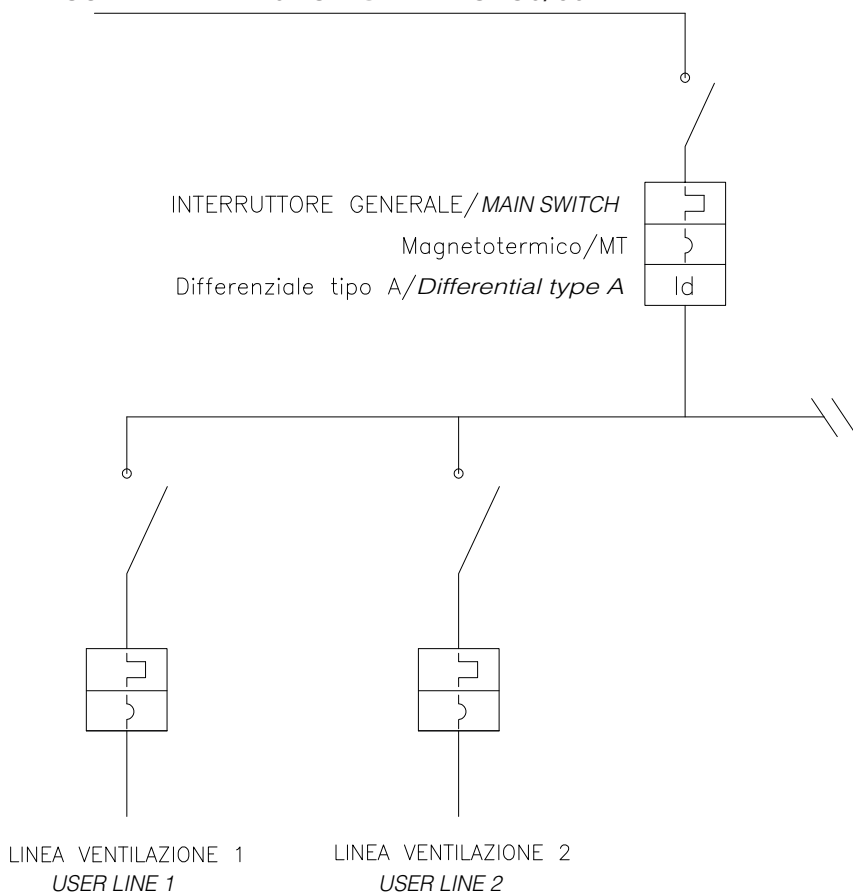 INTERRUTTORE GENERALE/MAIN SWITCH
Magnetotermico/MT
Differenziale tipo A/Differential type A
Id
LINEA VENTILAZIONE 1
USER LINE 1
LINEA VENTILAZIONE 2
USER LINE 2